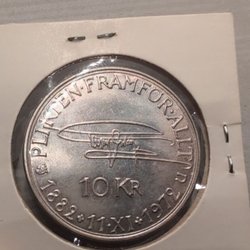 PLIKTEN·FRAMFÖR·ALLT
10 KR
1882·11·XI·1972
U